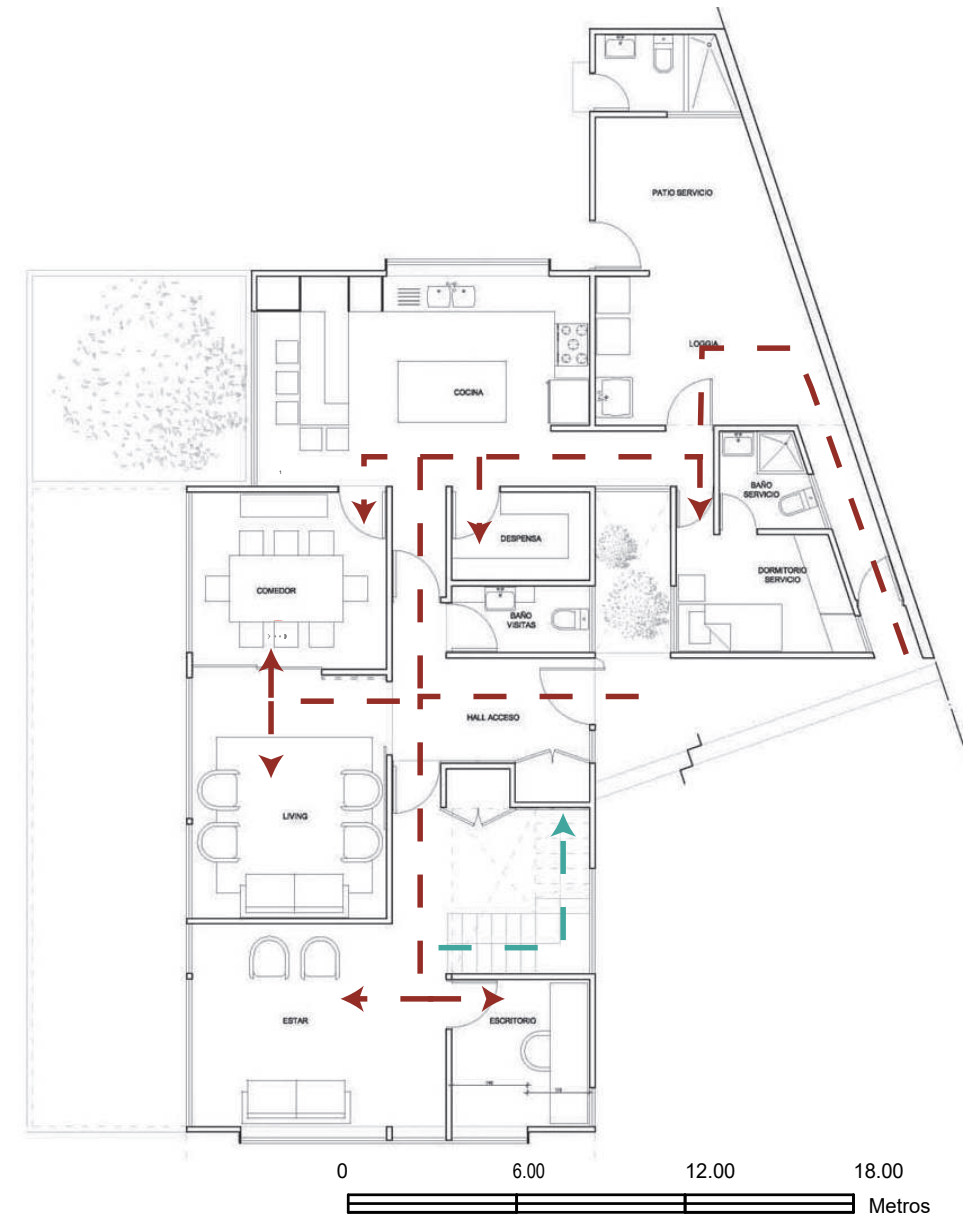 PATIO SERVICIO
LOGGIA
COCINA
1
BAÑO
SERVICIO
DESPENSA
DORMITORIO
SERVICIO
COMEDOR
BAÑO
VISITAS
HALL ACCESO
LIVING
ESTAR
ESCRITORIO
0 6.00 12.00 18.00
Metros